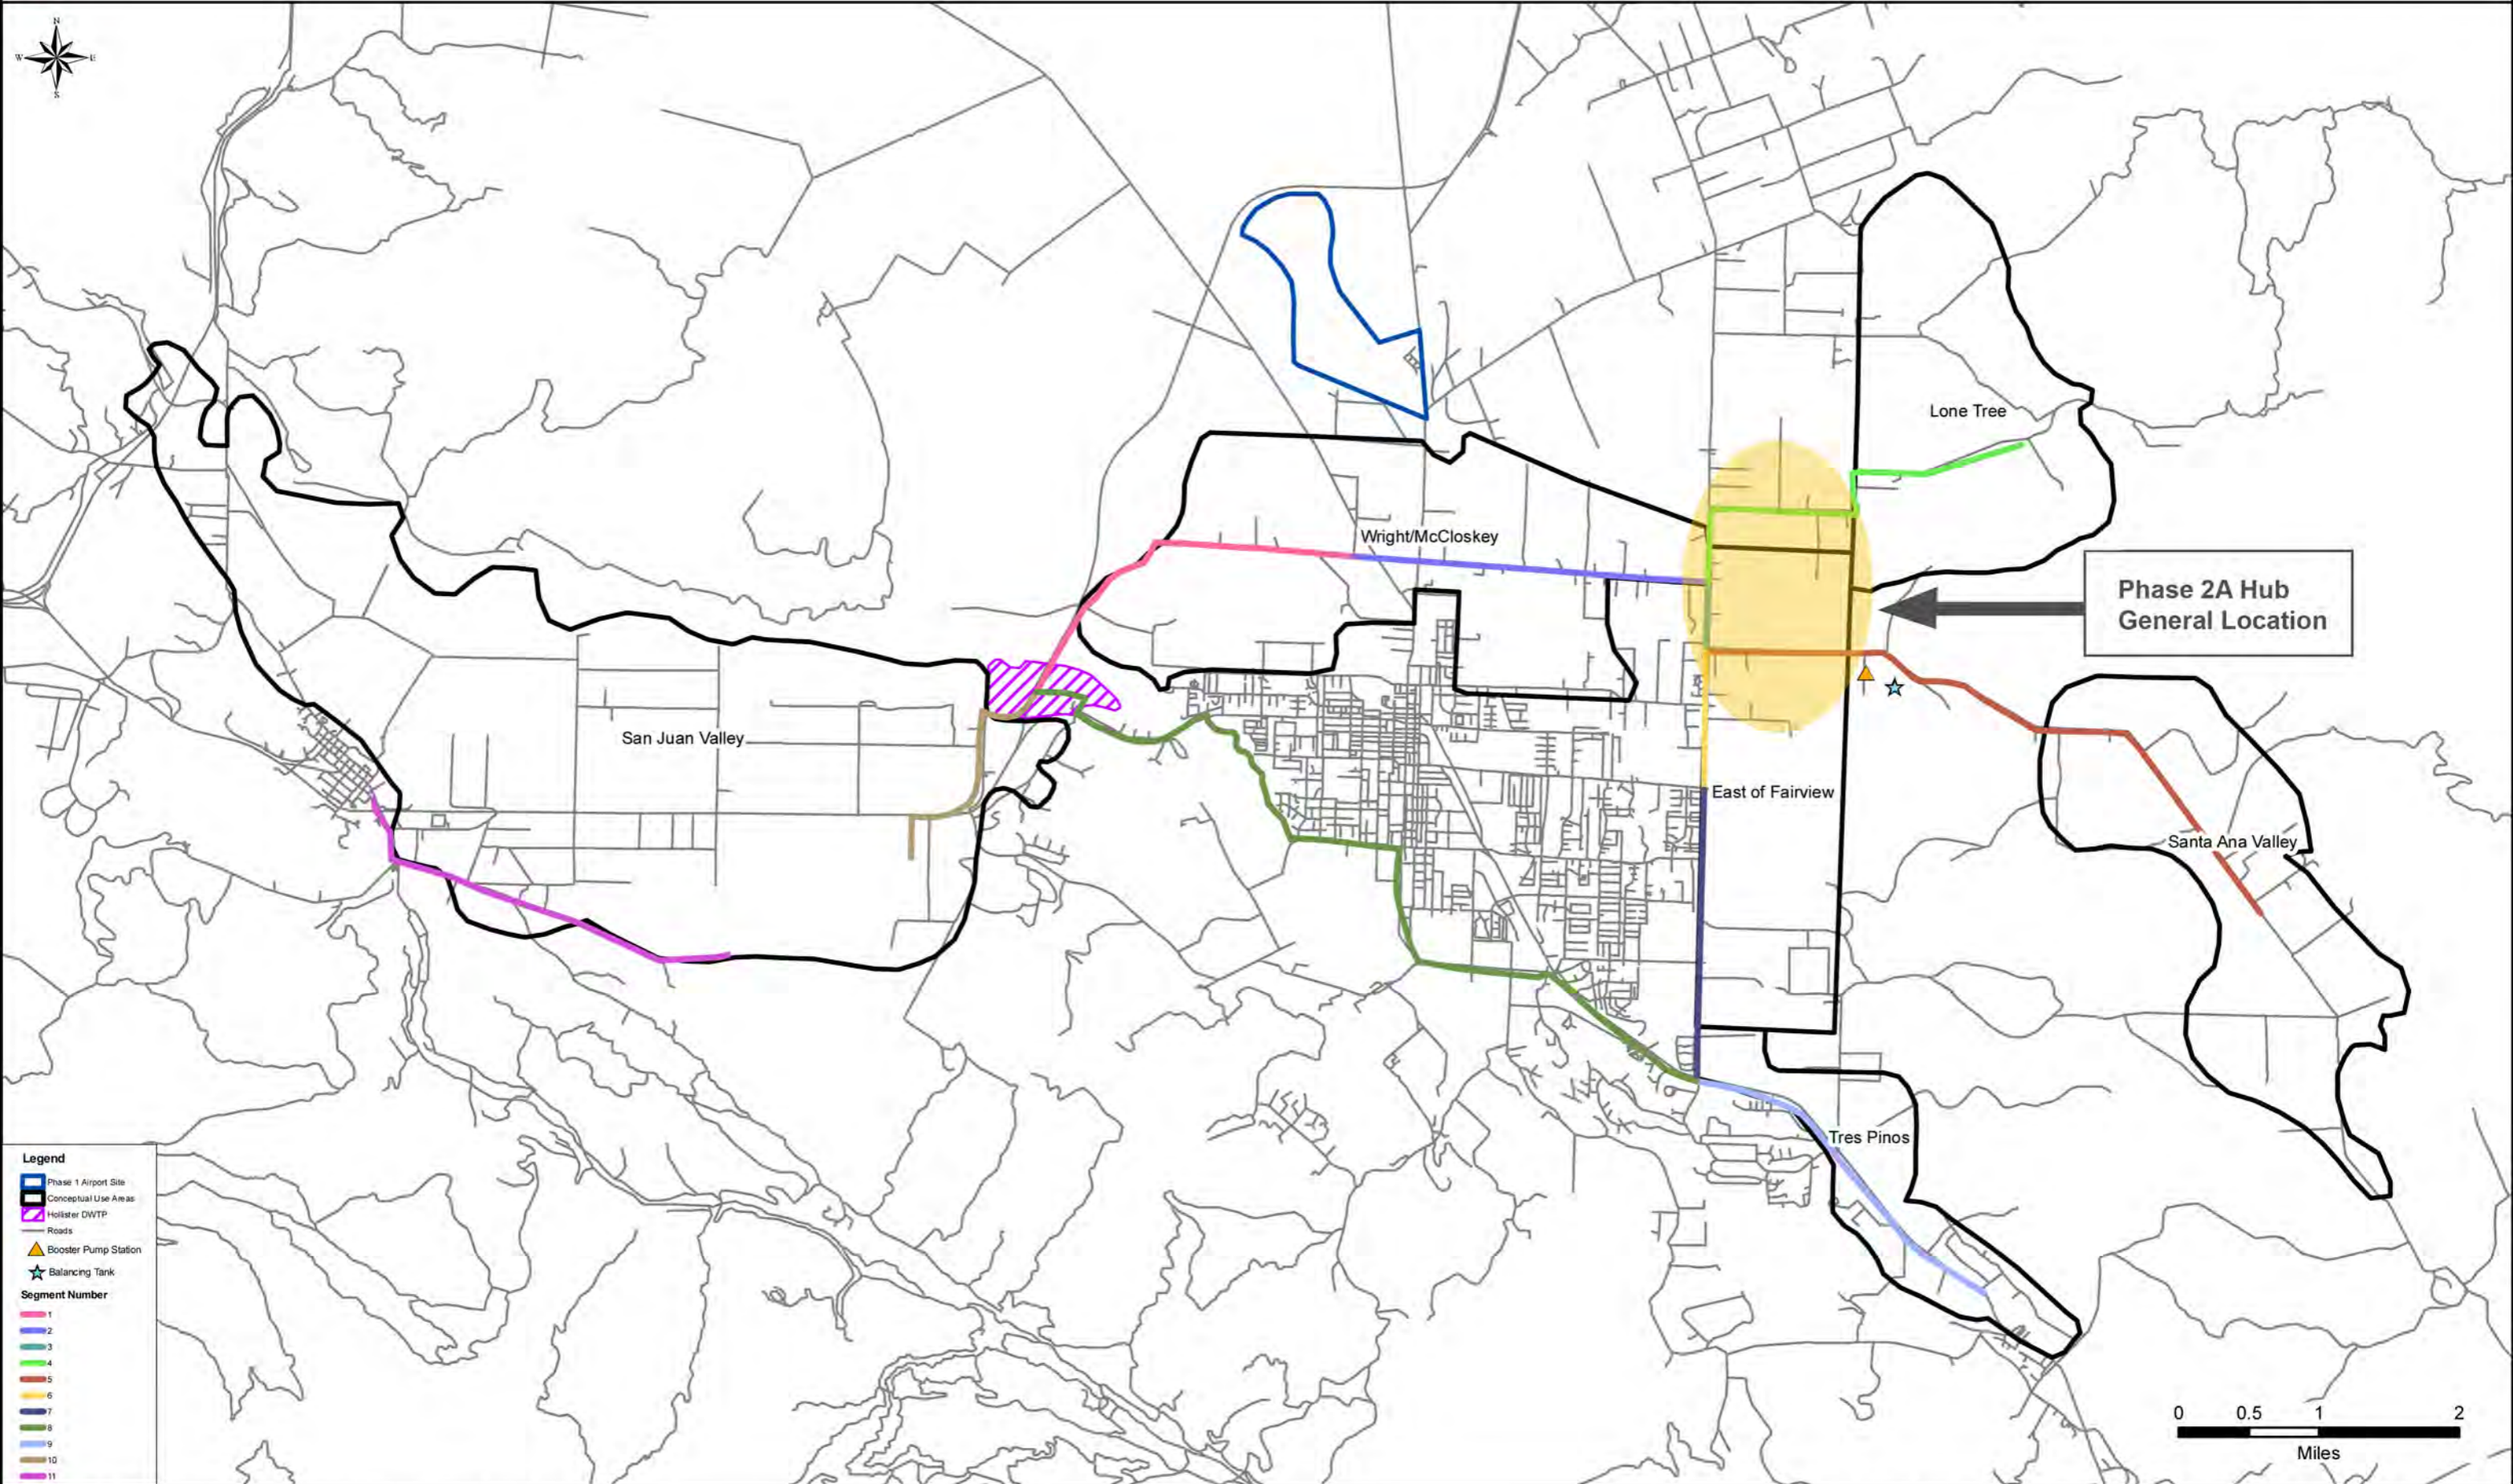 N
W
E
S
Lone Tree
Wright/McCloskey
Phase 2A Hub
General Location
San Juan Valley
East of Fairview
Santa Ana Valley
Tres Pinos
Legend
Phase 1 Airport Site
Conceptual Use Areas
Hollister DWTP
Roads
Booster Pump Station
Balancing Tank
Segment Number
1
2
3
4
5
6
7
8
9
10
11
0 0.5 1 2
Miles